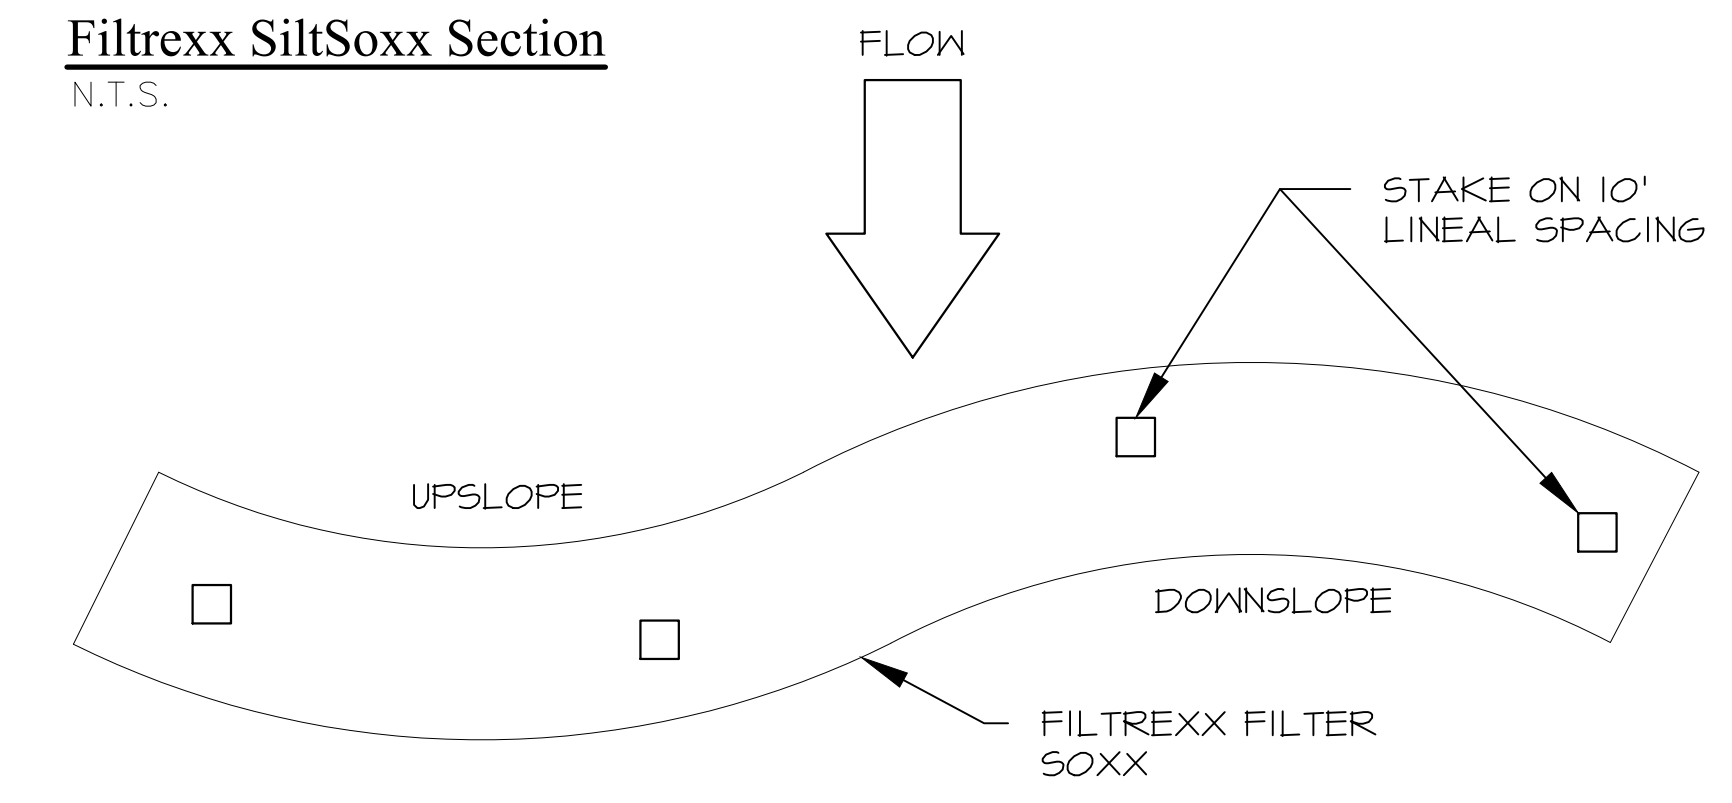 Filtrexx SiltSoxx Section
N.T.S.
FLOW
STAKE ON 10'
LINEAL SPACING
UPSLOPE
DOWNSLOPE
FILTREXX FILTER
SOXX